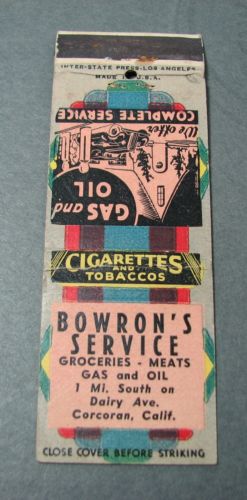 INTER-STATE PRESS-LOS ANGELES
MADE IN U.S.A.
We offer
COMPLETE SERVICE
GAS and
OIL
CIGARETTES
AND
TOBACCOS
BOWRON'S
SERVICE
GROCERIES - MEATS
GAS and OIL
1 Mi. South on
Dairy Ave.
Corcoran, Calif.
CLOSE COVER BEFORE STRIKING